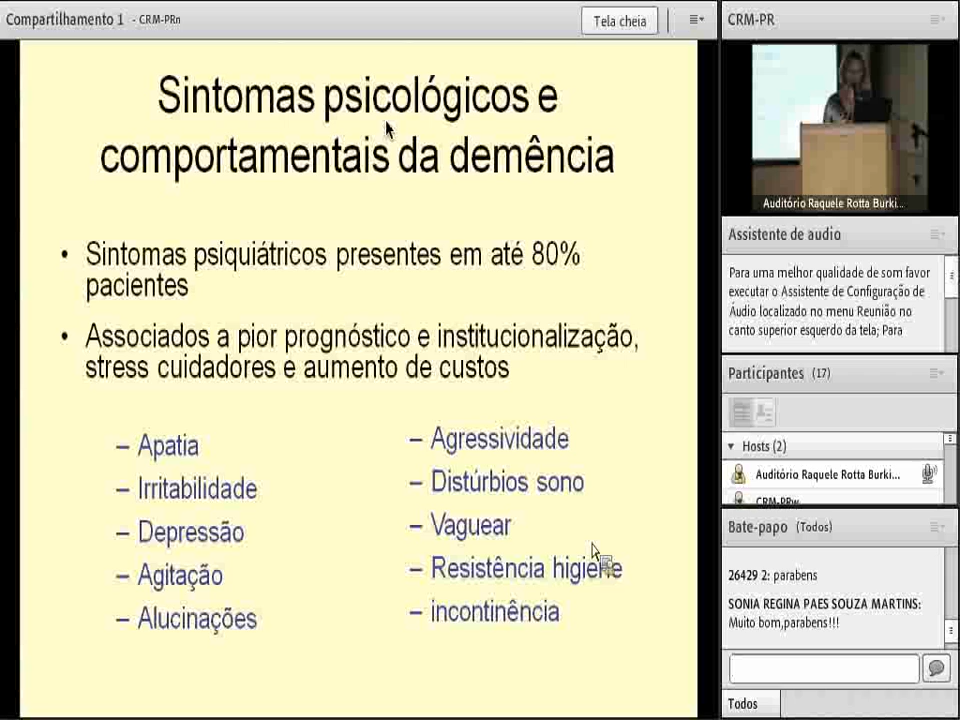 Compartilhamento 1 - CRM-PRn
Tela cheia
Sintomas psicológicos e
comportamentais da demência
• Sintomas psiquiátricos presentes em até 80%
pacientes
• Associados a pior prognóstico e institucionalização,
stress cuidadores e aumento de custos
– Apatia
– Irritabilidade
– Depressão
– Agitação
– Alucinações
– Agressividade
– Distúrbios sono
– Vaguear
– Resistência higiene
– incontinência
CRM-PR
Auditório Raquele Rotta Burki...
Assistente de audio
Para uma melhor qualidade de som favor
executar o Assistente de Configuração de
Áudio localizado no menu Reunião no
canto superior esquerdo da tela; Para
Participantes (17)
Hosts (2)
Auditório Raquele Rotta Burki...
CRM-PRw
Bate-papo (Todos)
26429 2: parabens
SONIA REGINA PAES SOUZA MARTINS:
Muito bom,parabens!!!
Todos